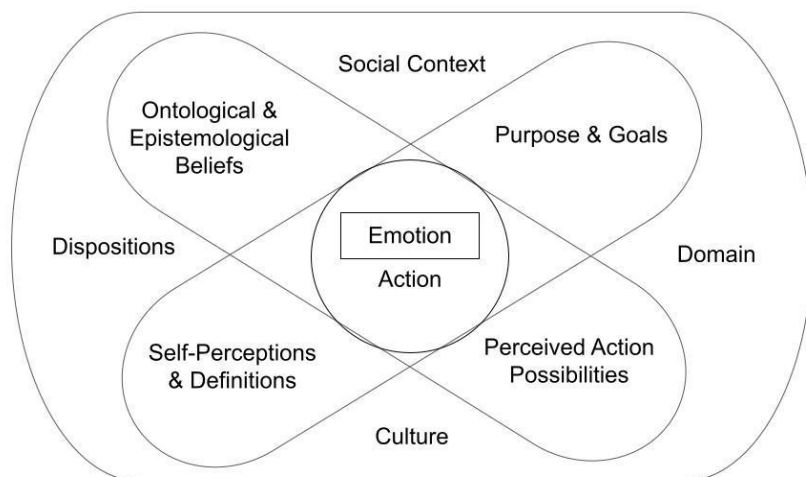 Social Context
Ontological &
Epistemological
Beliefs
Purpose & Goals
Dispositions
Emotion
Action
Domain
Self-Perceptions
& Definitions
Perceived Action
Possibilities
Culture